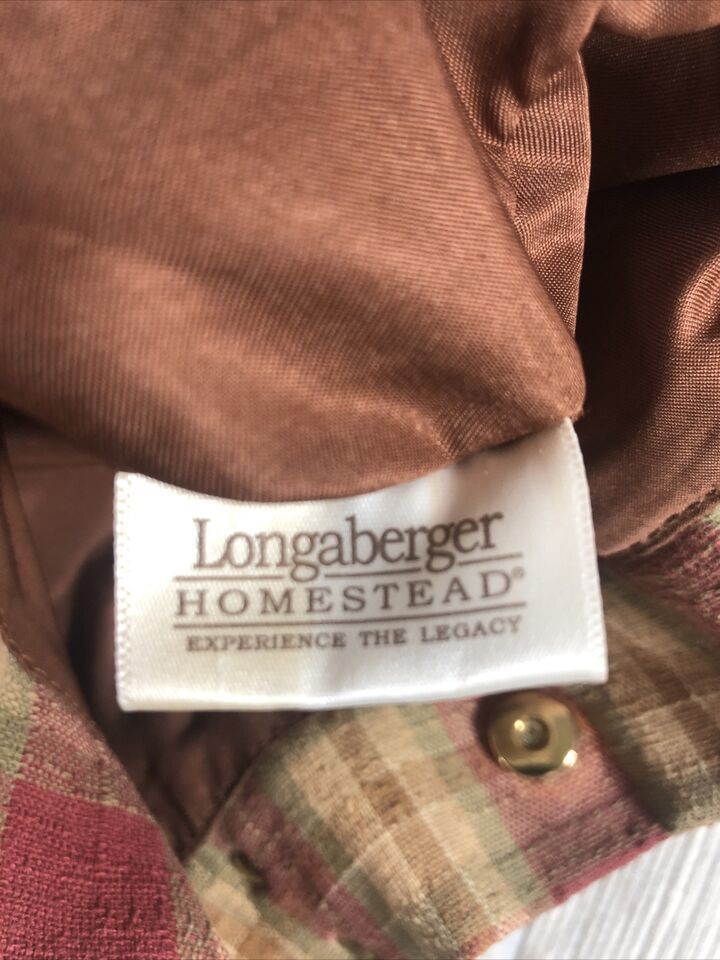 Longaberger
HOMESTEAD®
EXPERIENCE THE LEGACY